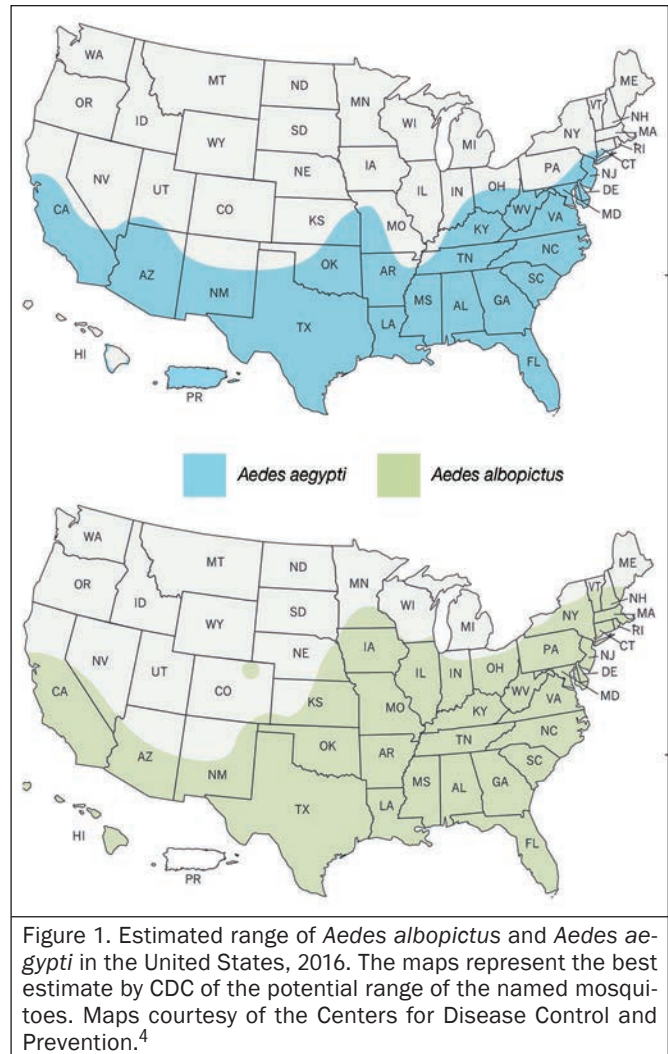 WA
MT
ND
MN
ME
OR
ID
WY
SD
WI
MI
NY
VT
NH
MA
RI
CT
NV
UT
CO
NE
IA
IL
IN
OH
PA
NJ
DE
MD
CA
KS
MO
KY
WV
VA
AZ
NM
OK
AR
TN
NC
SC
TX
LA
MS
AL
GA
FL
HI
PR
Aedes aegypti
Aedes albopictus
WA
MT
ND
MN
ME
OR
ID
WY
SD
WI
MI
NY
VT
NH
MA
RI
CT
NV
UT
CO
NE
IA
IL
IN
OH
PA
NJ
DE
MD
CA
KS
MO
KY
WV
VA
AZ
NM
OK
AR
TN
NC
SC
TX
LA
MS
AL
GA
FL
HI
PR
Figure 1. Estimated range of Aedes albopictus and Aedes ae-
gypti in the United States, 2016. The maps represent the best
estimate by CDC of the potential range of the named mosqui-
toes. Maps courtesy of the Centers for Disease Control and
Prevention.4